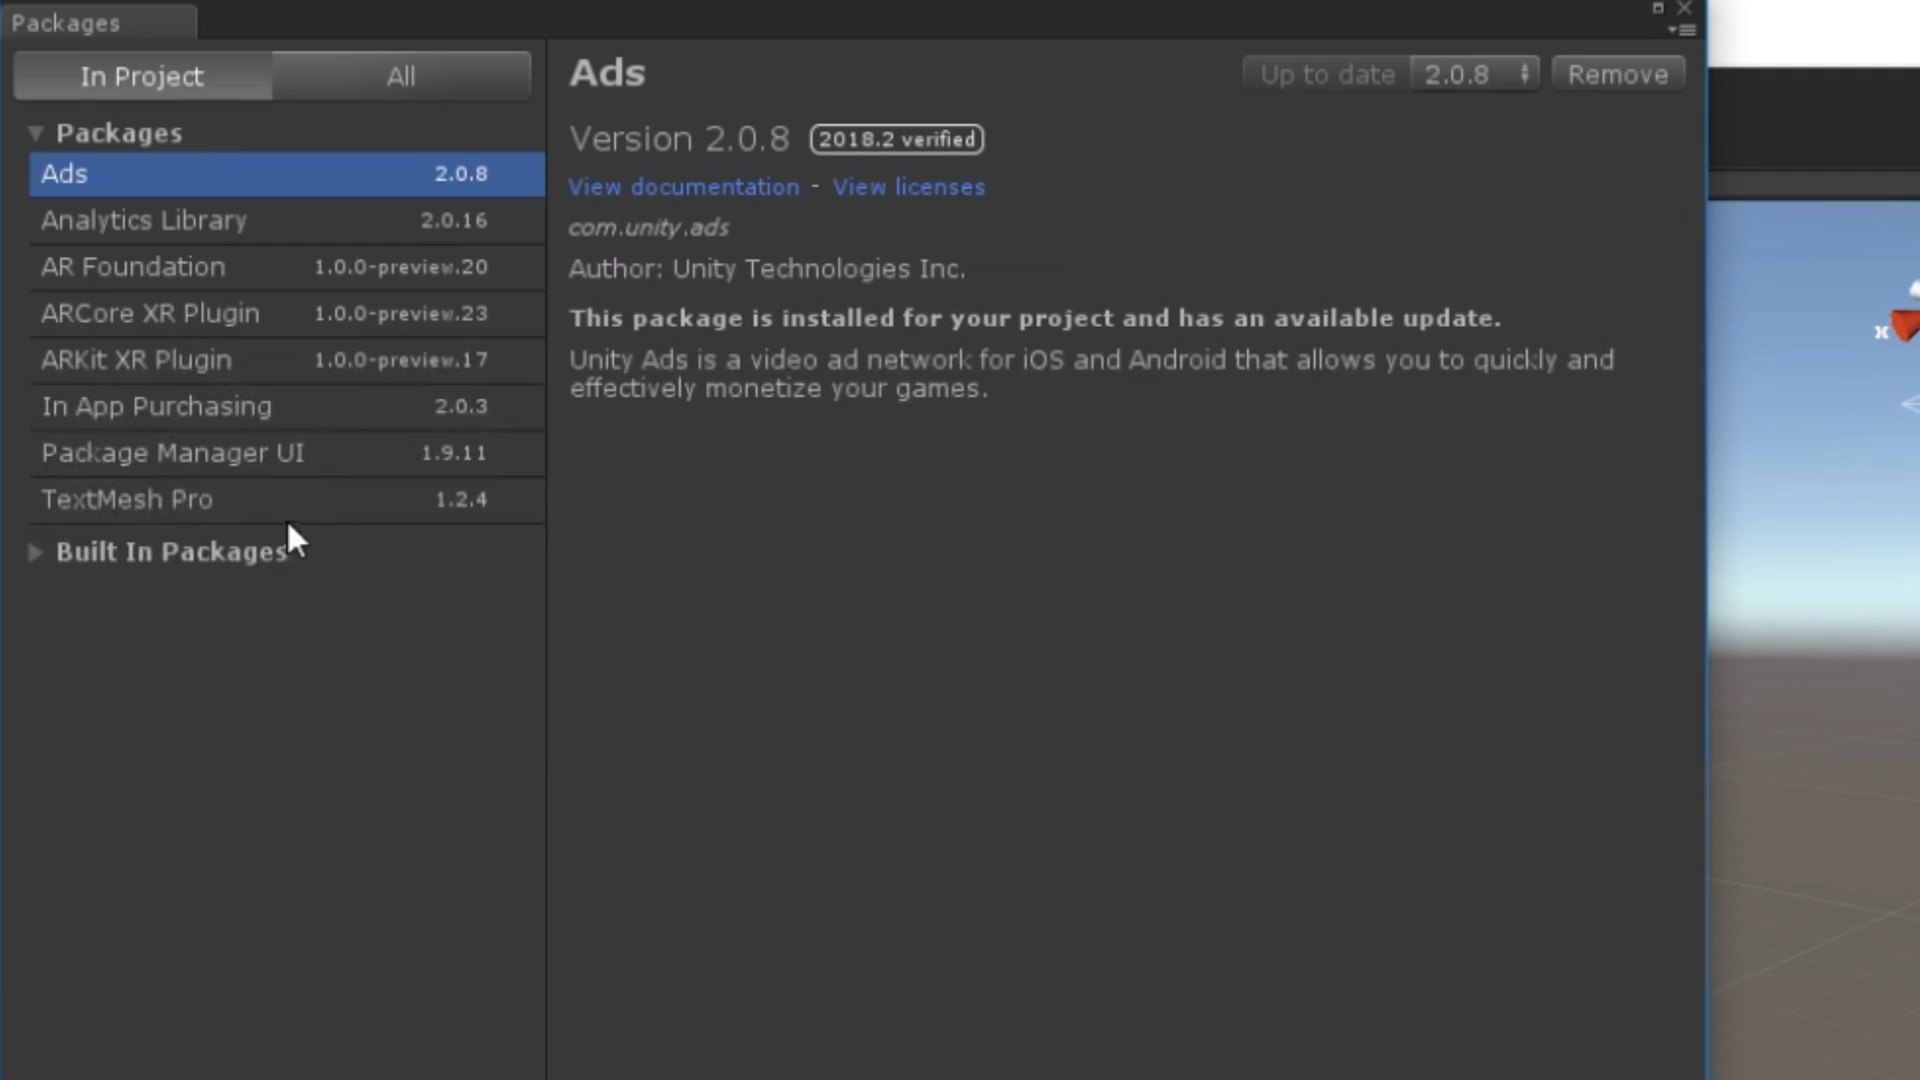 Packages
In Project
All
Packages
Ads 2.0.8
Analytics Library 2.0.16
AR Foundation 1.0.0-preview.20
ARCore XR Plugin 1.0.0-preview.23
ARKit XR Plugin 1.0.0-preview.17
In App Purchasing 2.0.3
Package Manager UI 1.9.11
TextMesh Pro 1.2.4
Built In Packages
Ads
Up to date 2.0.8 Remove
Version 2.0.8 2018.2 verified
View documentation - View licenses
com.unity.ads
Author: Unity Technologies Inc.
This package is installed for your project and has an available update.
Unity Ads is a video ad network for iOS and Android that allows you to quickly and
effectively monetize your games.
x